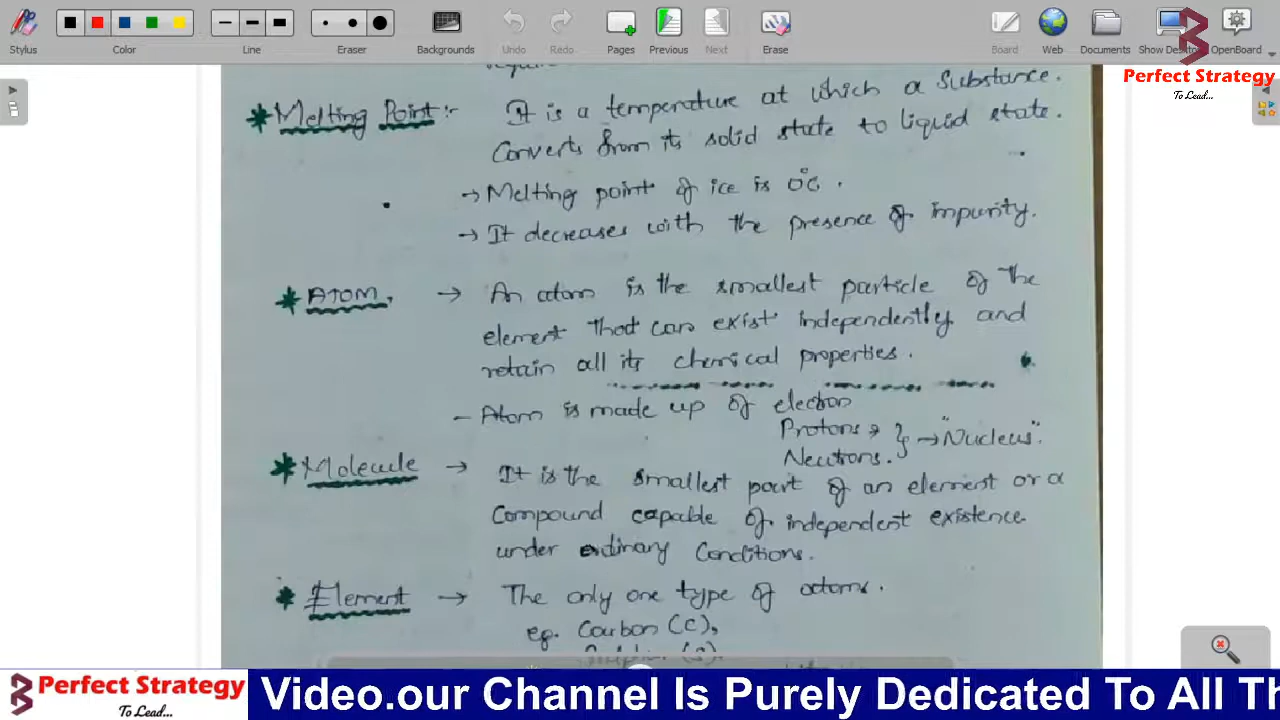 Stylus
Color
Line
Eraser
Backgrounds
Undo
Redo
Pages
Previous
Next
Erase
Board
Web
Documents
Show
OpenBoard
Perfect Strategy
To Lead...
* Melting Point :- It is a temperature at which a substance.
Converts from its solid state to liquid state.
→ Melting point of ice is 0°C.
→ It decreases with the presence of impurity.
* Atom, → An atom is the smallest particle of the
element that can exist independently and
retain all its chemical properties.
- Atom is made up of electron
Protons
Neutrons. } → "Nucleus".
* Molecule → It is the smallest part of an element or a
Compound capable of independent existence
under ordinary Conditions.
* Element → The only one type of atoms.
eg. Carbon (C),
Perfect Strategy
To Lead...
Video.our Channel Is Purely Dedicated To All Th